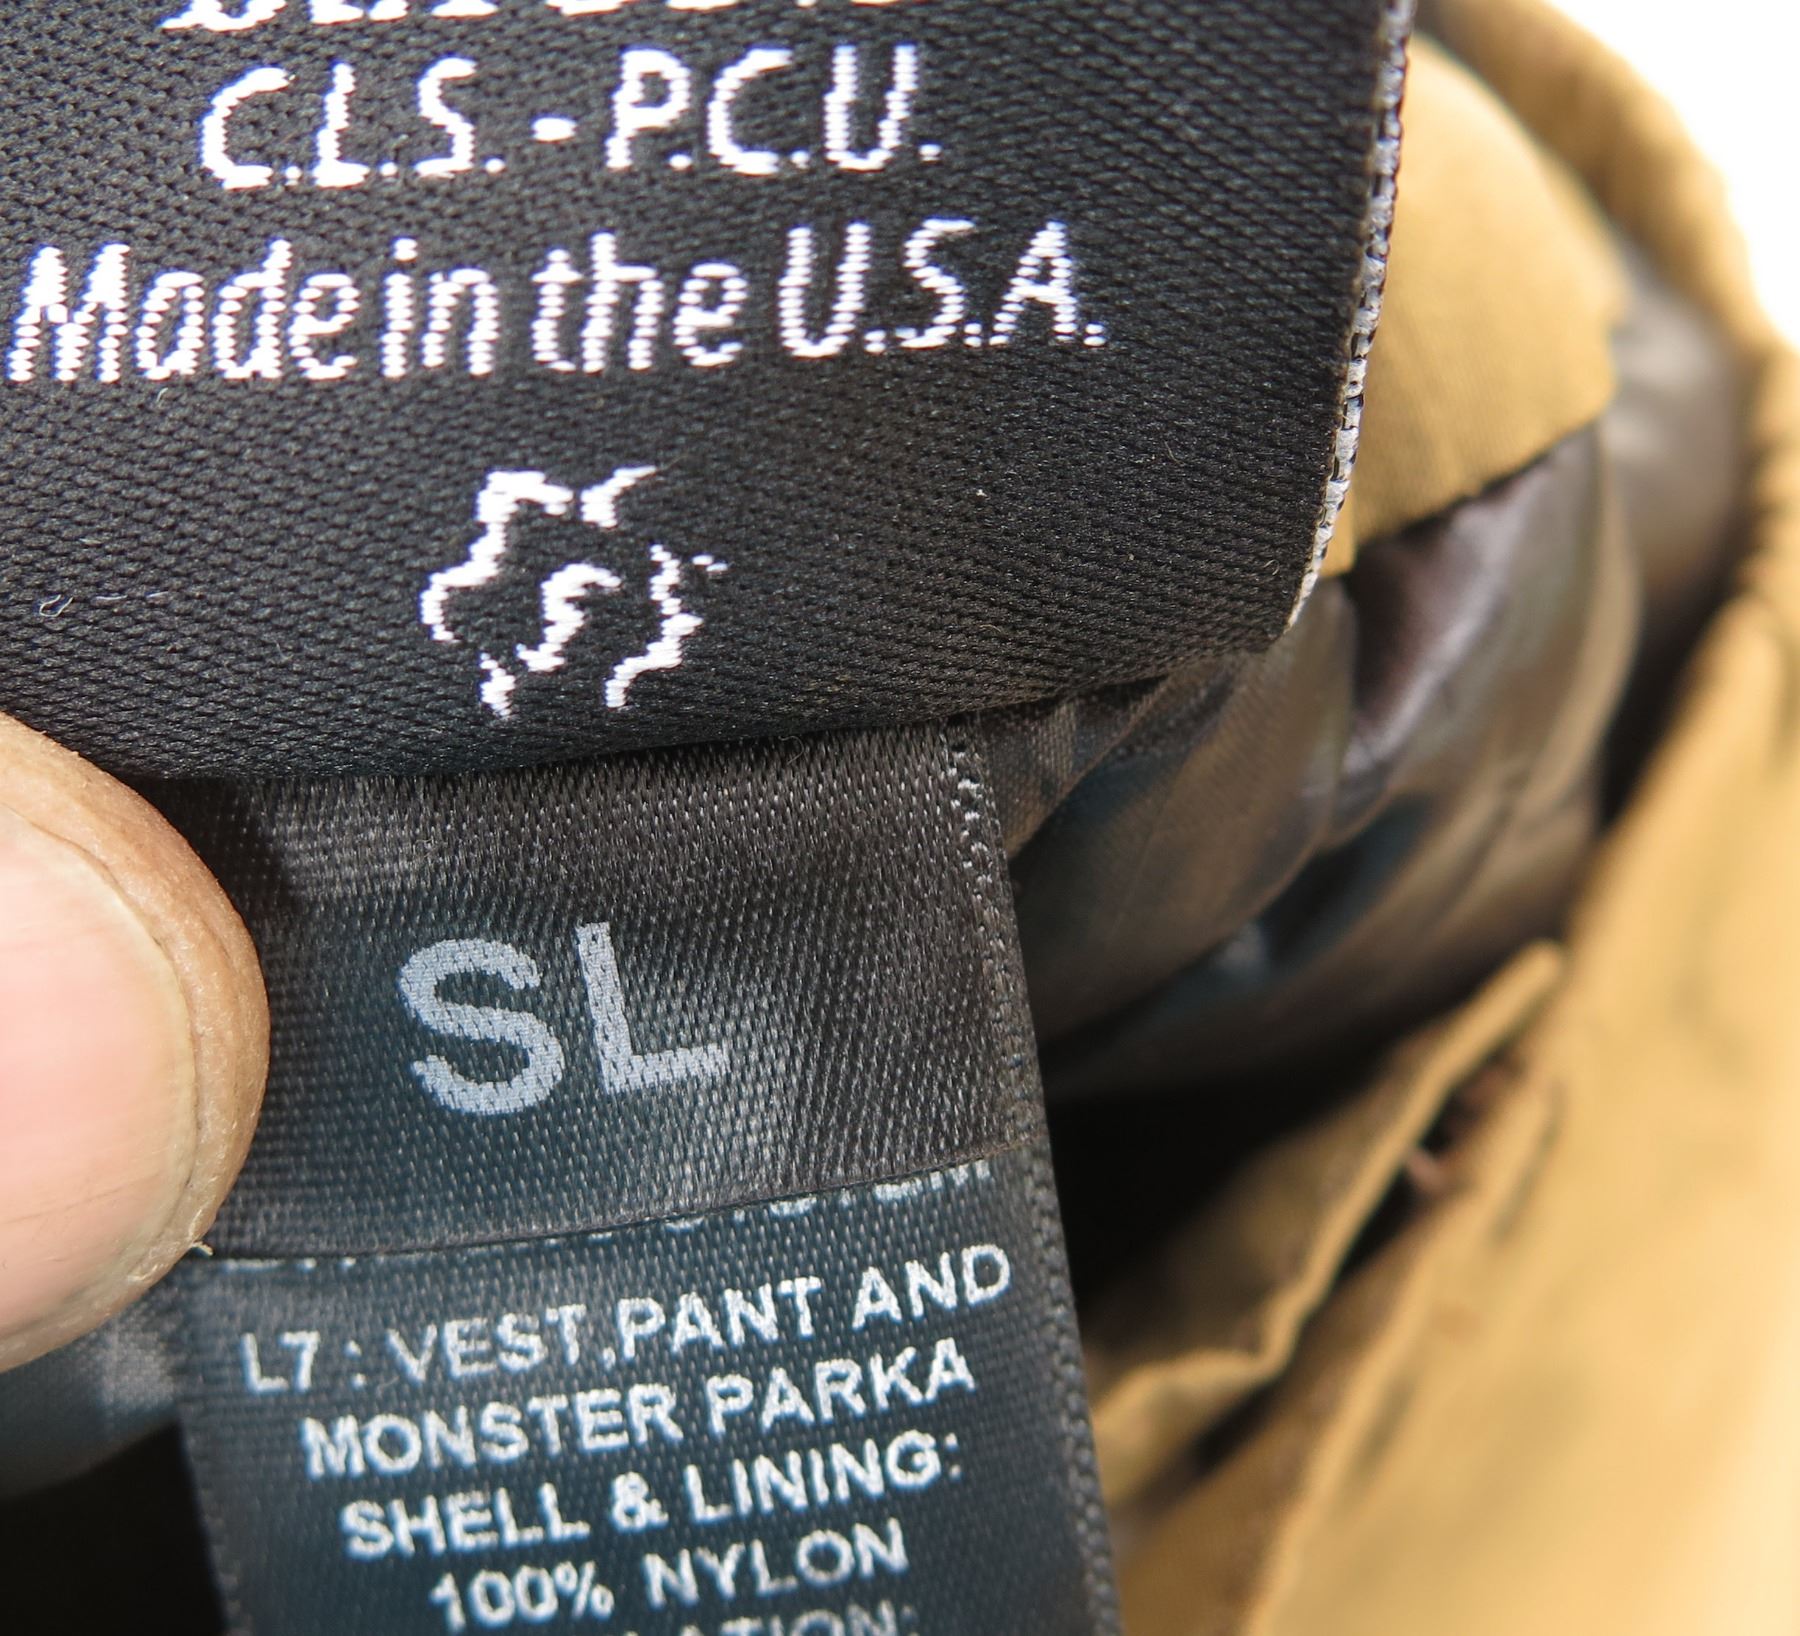 C.L.S. - P.C.U.
Made in the U.S.A.
SL
L7 : VEST,PANT AND
MONSTER PARKA
SHELL & LINING:
100% NYLON